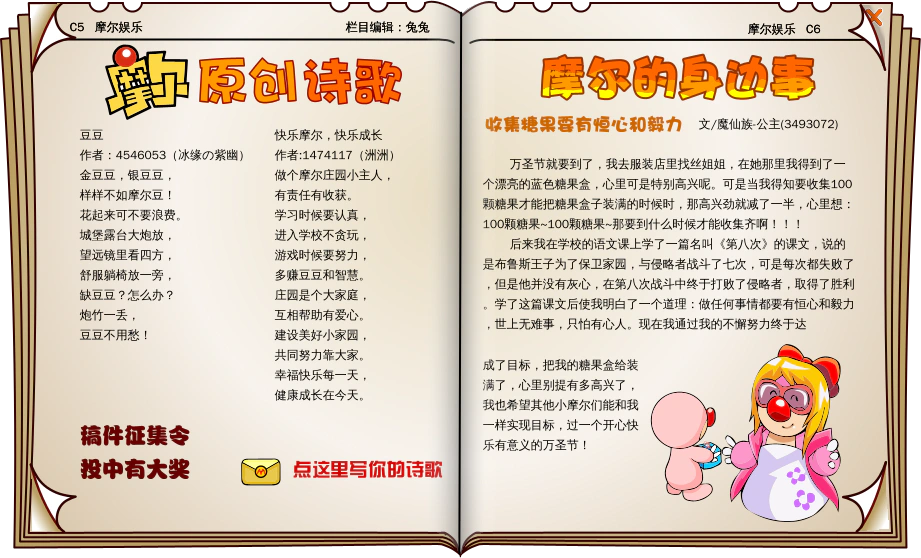 C5 摩尔娱乐
栏目编辑：兔兔
摩尔
原创诗歌
豆豆
作者：4546053（冰缘の紫幽）
金豆豆，银豆豆，
样样不如摩尔豆！
花起来可不要浪费。
城堡露台大炮放，
望远镜里看四方，
舒服躺椅放一旁，
缺豆豆？怎么办？
炮竹一丢，
豆豆不用愁！
快乐摩尔，快乐成长
作者:1474117（洲洲）
做个摩尔庄园小主人，
有责任有收获。
学习时候要认真，
进入学校不贪玩，
游戏时候要努力，
多赚豆豆和智慧。
庄园是个大家庭，
互相帮助有爱心。
建设美好小家园，
共同努力靠大家。
幸福快乐每一天，
健康成长在今天。
稿件征集令
投中有大奖
点这里写你的诗歌
摩尔娱乐 C6
摩尔的身边事
收集糖果要有恒心和毅力
文/魔仙族-公主(3493072)
万圣节就要到了，我去服装店里找丝姐姐，在她那里我得到了一
个漂亮的蓝色糖果盒，心里可是特别高兴呢。可是当我得知要收集100
颗糖果才能把糖果盒子装满的时候时，那高兴劲就减了一半，心里想：
100颗糖果~100颗糖果~那要到什么时候才能收集齐啊！！！
后来我在学校的语文课上学了一篇名叫《第八次》的课文，说的
是布鲁斯王子为了保卫家园，与侵略者战斗了七次，可是每次都失败了
，但是他并没有灰心，在第八次战斗中终于打败了侵略者，取得了胜利
。学了这篇课文后使我明白了一个道理：做任何事情都要有恒心和毅力
，世上无难事，只怕有心人。现在我通过我的不懈努力终于达
成了目标，把我的糖果盒给装
满了，心里别提有多高兴了，
我也希望其他小摩尔们能和我
一样实现目标，过一个开心快
乐有意义的万圣节！